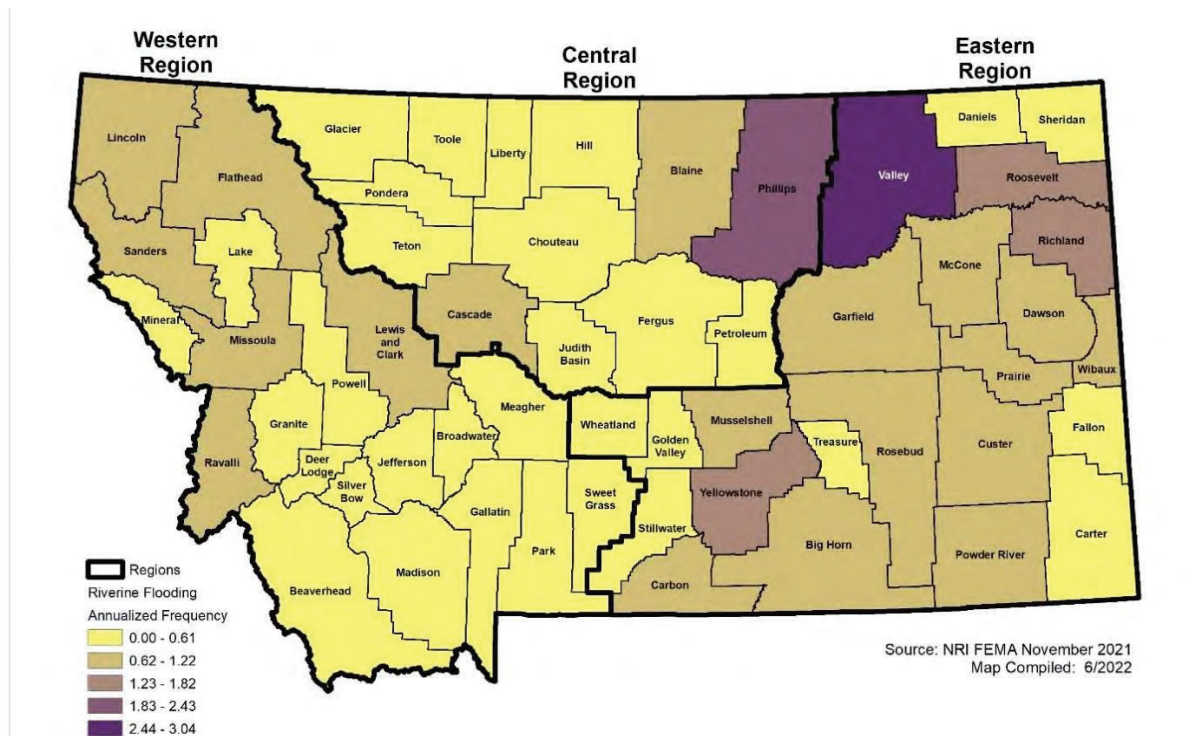 Western
Region
Central
Region
Eastern
Region
Lincoln
Flathead
Glacier
Toole
Liberty
Hill
Blaine
Phillips
Valley
Daniels
Sheridan
Roosevelt
Pondera
Sanders
Lake
Teton
Chouteau
Richland
McCone
Mineral
Missoula
Lewis
and
Clark
Cascade
Judith
Basin
Fergus
Petroleum
Garfield
Dawson
Powell
Prairie
Wibaux
Granite
Meagher
Ravalli
Deer
Lodge
Silver
Bow
Jefferson
Broadwater
Wheatland
Golden
Valley
Musselshell
Treasure
Rosebud
Custer
Fallon
Gallatin
Sweet
Grass
Yellowstone
Stillwater
Beaverhead
Madison
Park
Carbon
Big Horn
Powder River
Carter
Regions
Riverine Flooding
Annualized Frequency
0.00 - 0.61
0.62 - 1.22
1.23 - 1.82
1.83 - 2.43
2.44 - 3.04
Source: NRI FEMA November 2021
Map Compiled: 6/2022